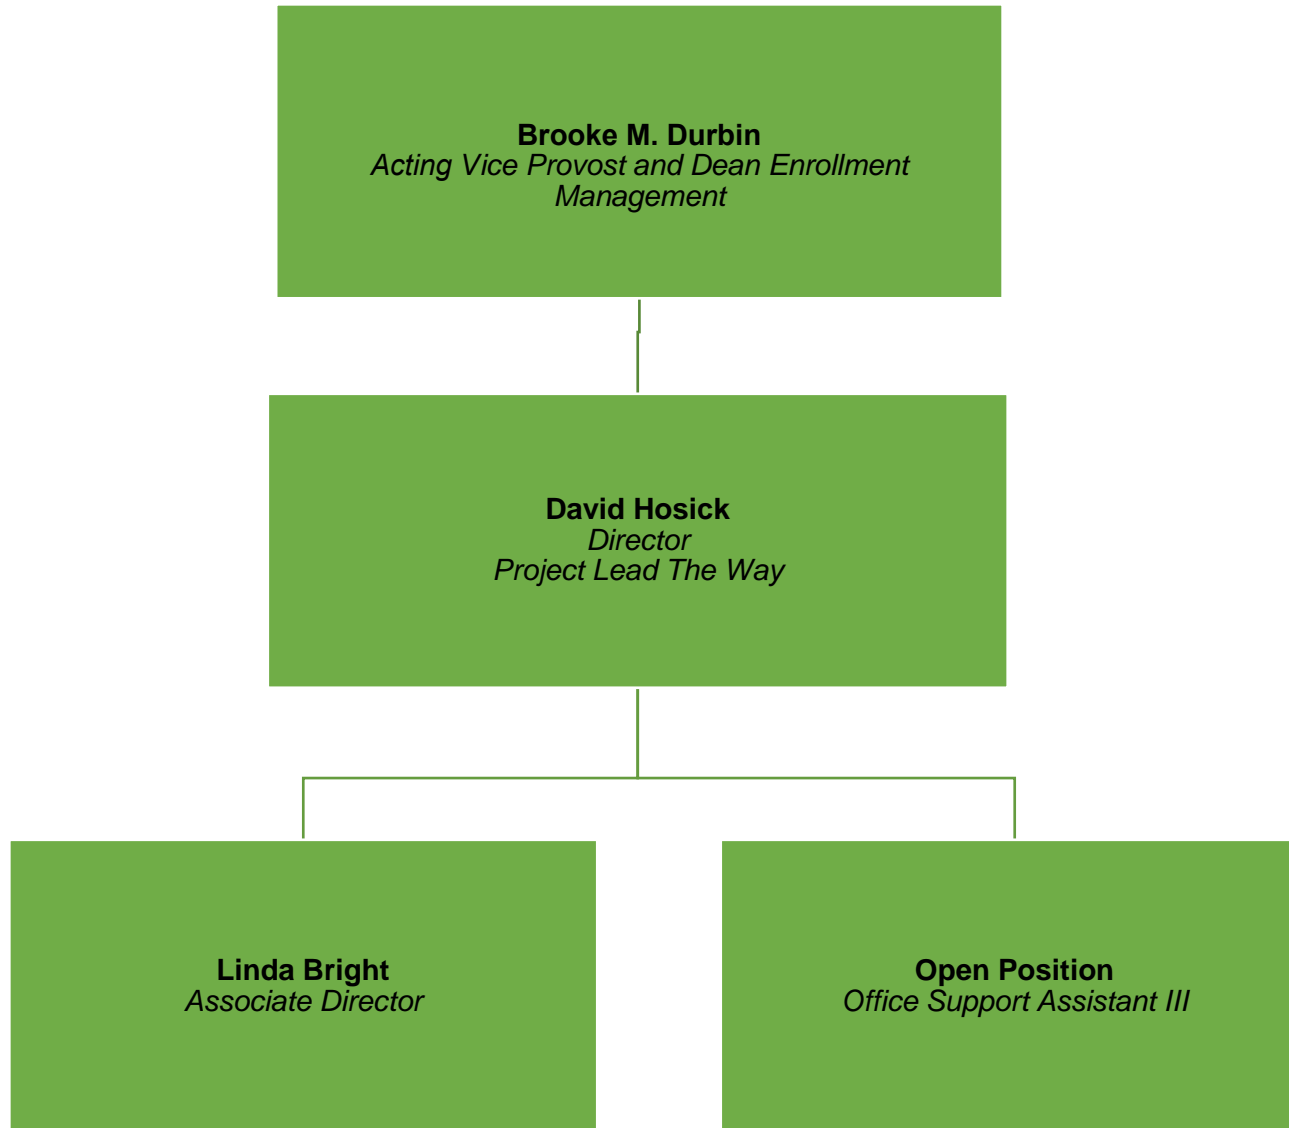 Brooke M. Durbin
Acting Vice Provost and Dean Enrollment
Management
David Hosick
Director
Project Lead The Way
Linda Bright
Associate Director
Open Position
Office Support Assistant III